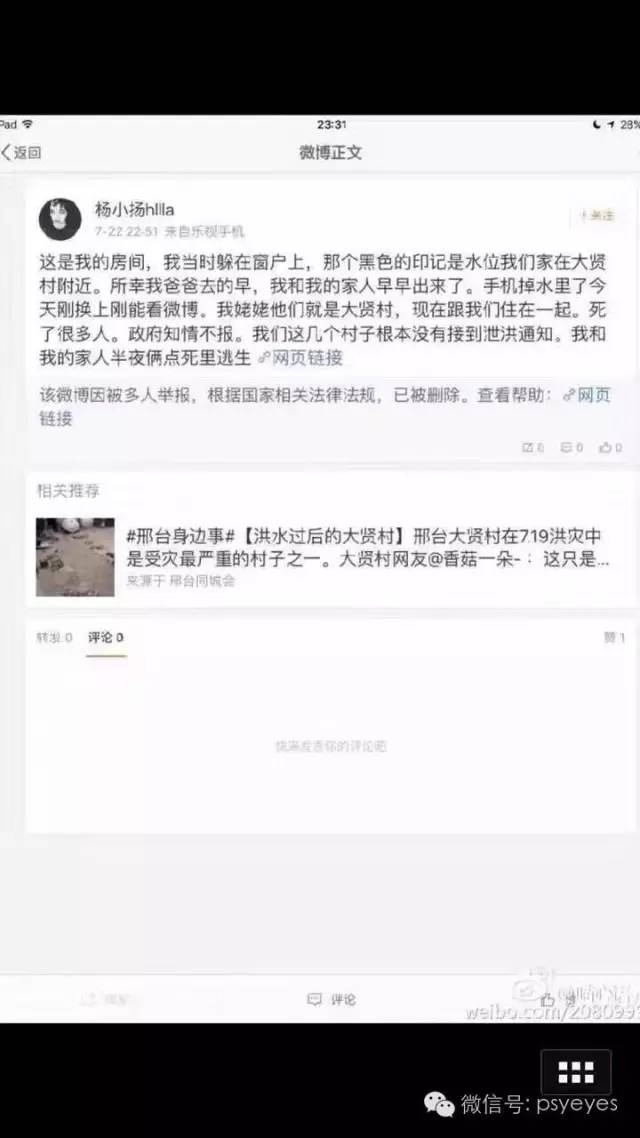 Pad
23:31
28%
返回
微博正文
杨小扬hllla
7-22 22:51 来自乐视手机
关注
这是我的房间，我当时躲在窗户上，那个黑色的印记是水位我们家在大贤
村附近。所幸我爸爸去的早，我和我的家人早早出来了。手机掉水里了今
天刚换上刚能看微博。我姥姥他们就是大贤村，现在跟我们住在一起。死
了很多人。政府知情不报。我们这几个村子根本没有接到泄洪通知。我和
我的家人半夜俩点死里逃生 网页链接
该微博因被多人举报，根据国家相关法律法规，已被删除。查看帮助：网页
链接
0 0 0
相关推荐
#邢台身边事#【洪水过后的大贤村】邢台大贤村在7.19洪灾中
是受灾最严重的村子之一。大贤村网友@香菇一朵-：这只是...
来源于 邢台同城会
转发 0 评论 0 赞 1
快来发表你的评论吧
评论
weibo.com/208099
微信号: psyeyes